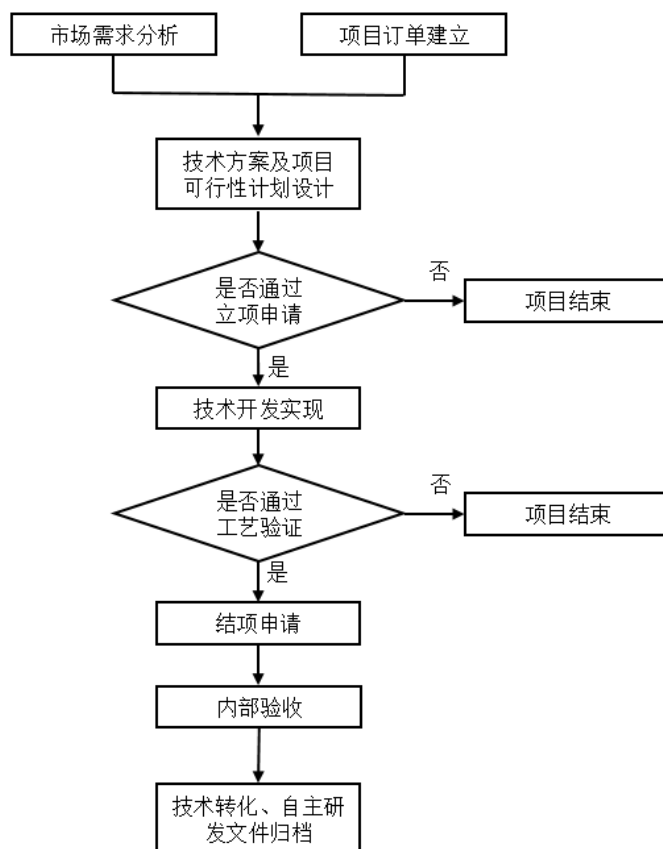 市场需求分析
项目订单建立
技术方案及项目
可行性计划设计
是否通过
立项申请
否
项目结束
是
技术开发实现
是否通过
工艺验证
否
项目结束
是
结项申请
内部验收
技术转化、自主研
发文件归档